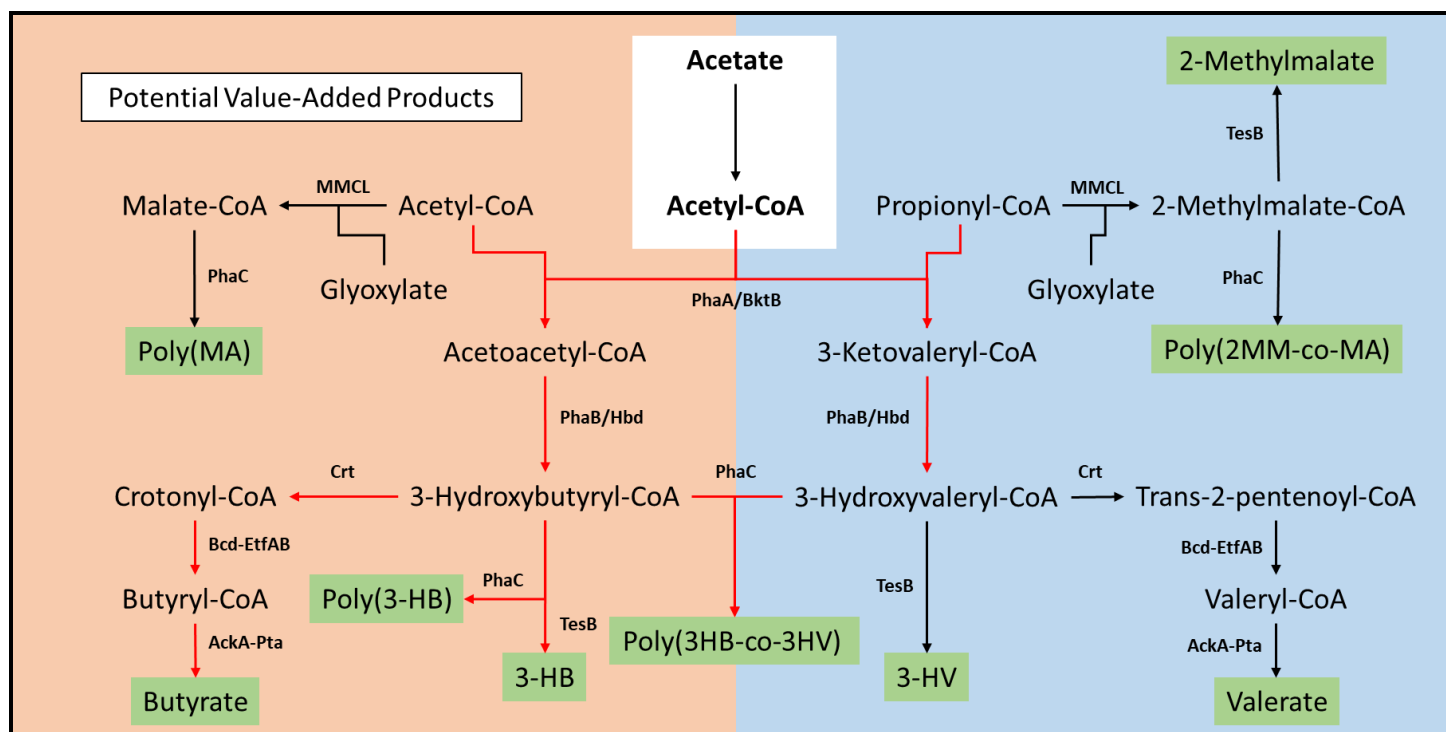 Acetate
2-Methylmalate
Potential Value-Added Products
TesB
MMCL
MMCL
Malate-CoA
Acetyl-CoA
Acetyl-CoA
Propionyl-CoA
2-Methylmalate-CoA
PhaC
PhaC
Glyoxylate
PhaA/BktB
Glyoxylate
Poly(MA)
Acetoacetyl-CoA
3-Ketovaleryl-CoA
Poly(2MM-co-MA)
PhaB/Hbd
PhaB/Hbd
Crt
PhaC
Crt
Crotonyl-CoA
3-Hydroxybutyryl-CoA
3-Hydroxyvaleryl-CoA
Trans-2-pentenoyl-CoA
Bcd-EtfAB
Bcd-EtfAB
PhaC
TesB
Butyryl-CoA
Poly(3-HB)
Valeryl-CoA
TesB
AckA-Pta
Poly(3HB-co-3HV)
AckA-Pta
3-HB
3-HV
Butyrate
Valerate